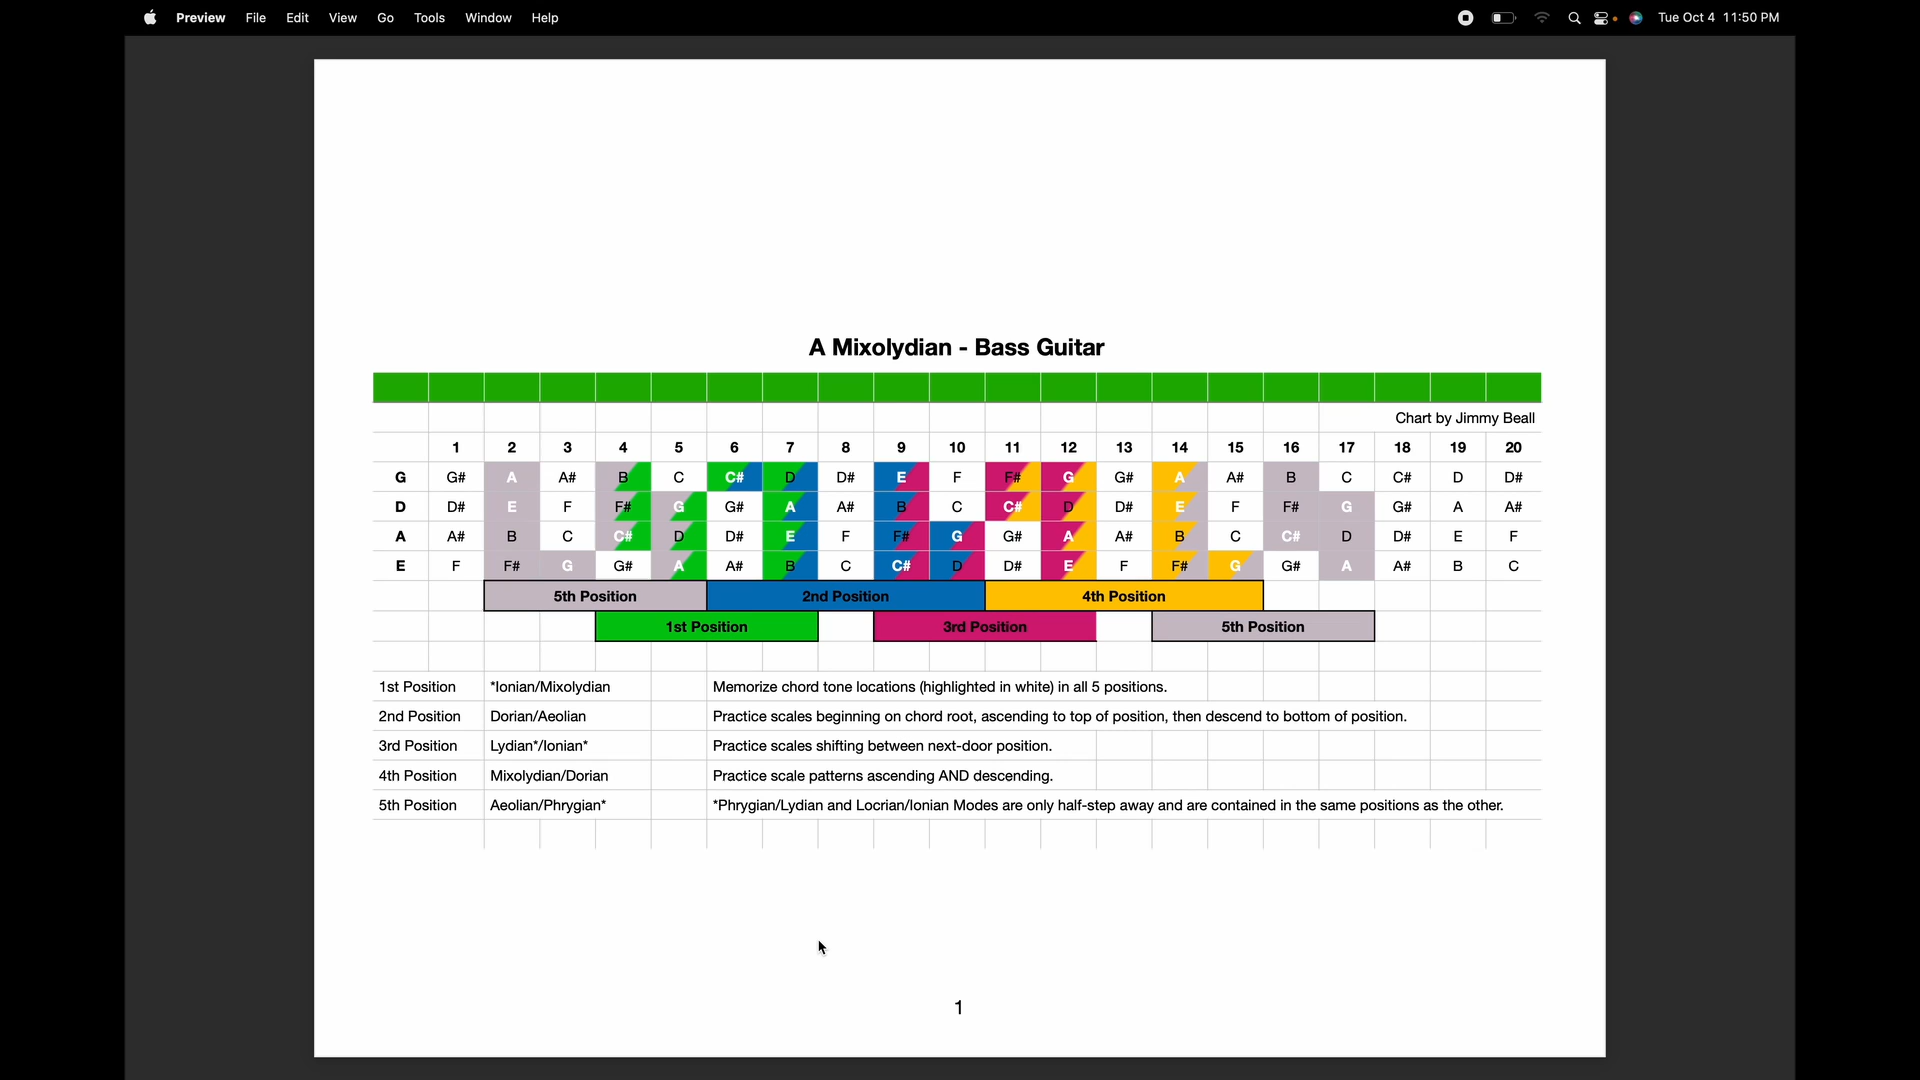 Preview File Edit View Go Tools Window Help Tue Oct 4 11:50 PM
A Mixolydian - Bass Guitar
Chart by Jimmy Beall
1 2 3 4 5 6 7 8 9 10 11 12 13 14 15 16 17 18 19 20
G G# A A# B C C# D D# E F F# G G# A A# B C C# D D#
D D# E F F# G G# A A# B C C# D D# E F F# G G# A A#
A A# B C C# D D# E F F# G G# A A# B C C# D D# E F
E F F# G G# A A# B C C# D D# E F F# G G# A A# B C
5th Position 2nd Position 4th Position
1st Position 3rd Position 5th Position
1st Position *Ionian/Mixolydian Memorize chord tone locations (highlighted in white) in all 5 positions.
2nd Position Dorian/Aeolian Practice scales beginning on chord root, ascending to top of position, then descend to bottom of position.
3rd Position Lydian*/Ionian* Practice scales shifting between next-door position.
4th Position Mixolydian/Dorian Practice scale patterns ascending AND descending.
5th Position Aeolian/Phrygian* *Phrygian/Lydian and Locrian/Ionian Modes are only half-step away and are contained in the same positions as the other.
1